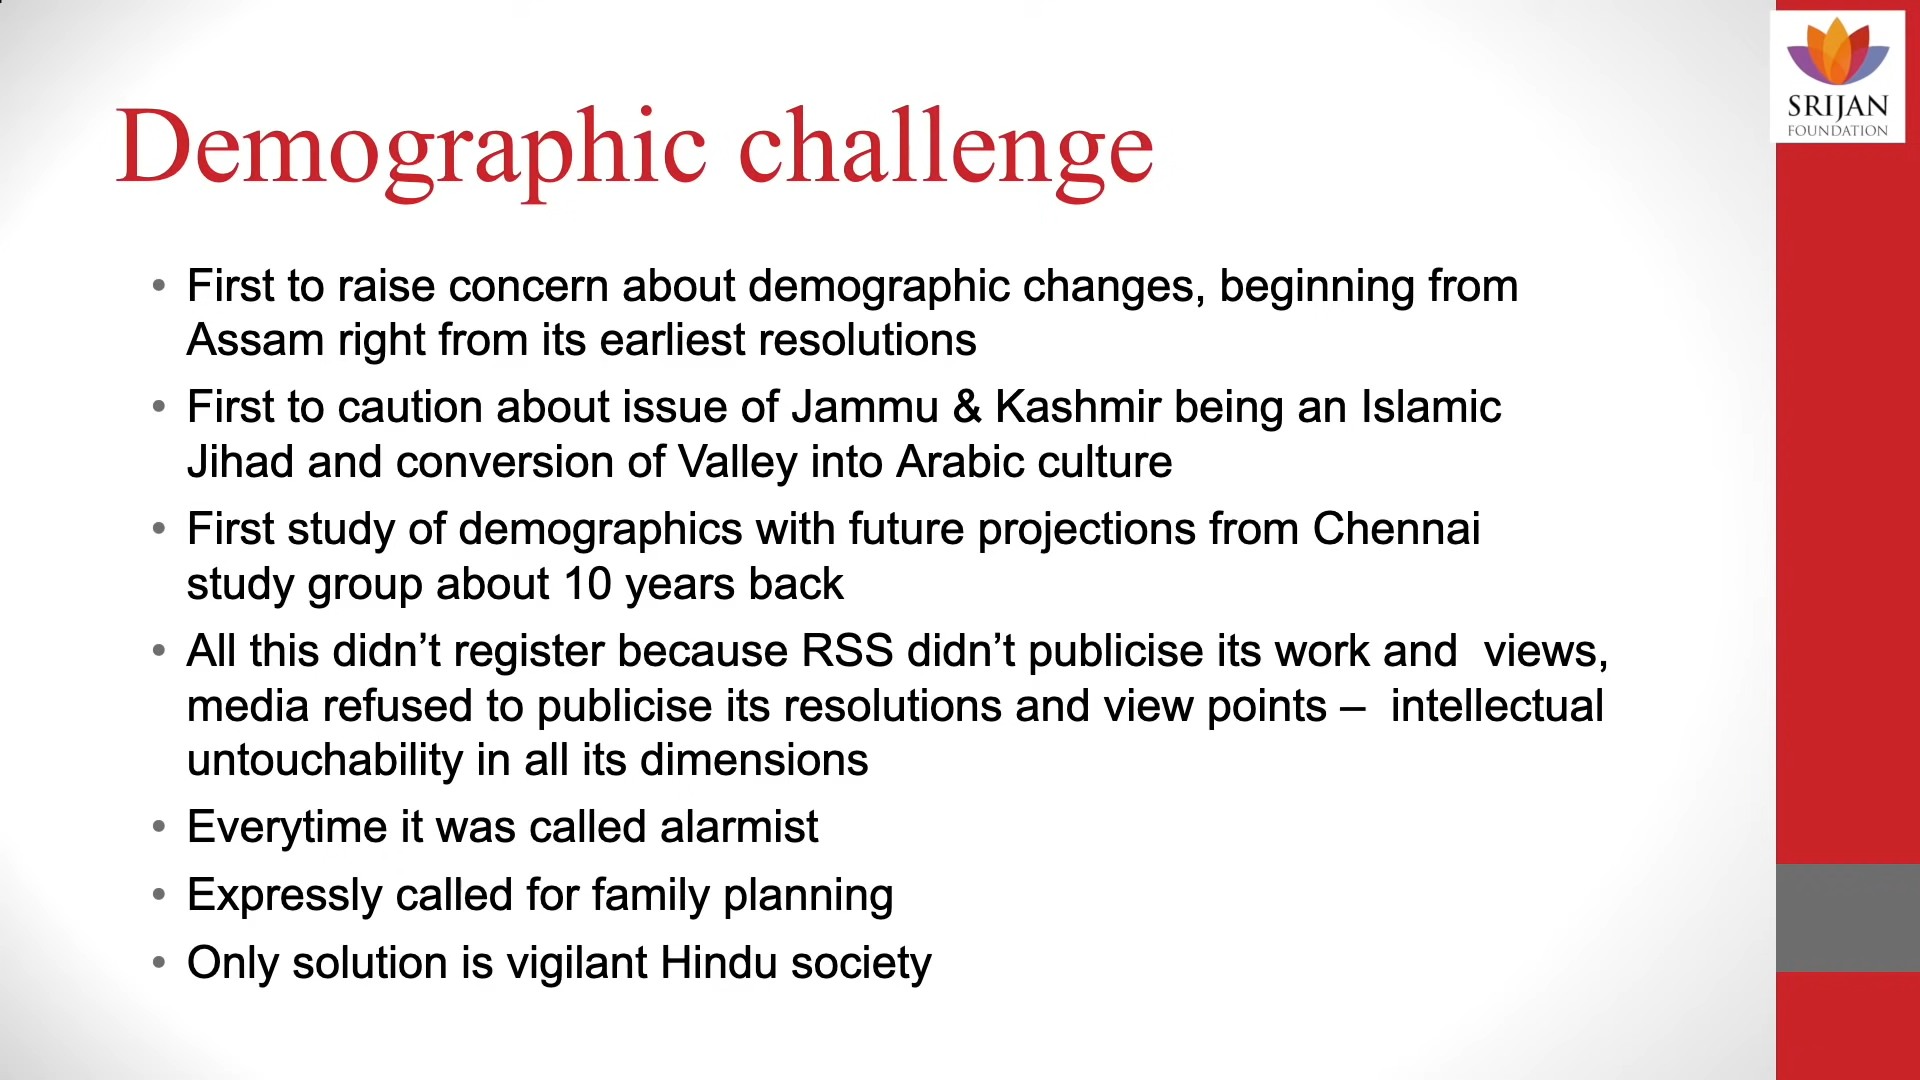 SRIJAN
FOUNDATION
Demographic challenge
• First to raise concern about demographic changes, beginning from
Assam right from its earliest resolutions
• First to caution about issue of Jammu & Kashmir being an Islamic
Jihad and conversion of Valley into Arabic culture
• First study of demographics with future projections from Chennai
study group about 10 years back
• All this didn’t register because RSS didn’t publicise its work and  views,
media refused to publicise its resolutions and view points –  intellectual
untouchability in all its dimensions
• Everytime it was called alarmist
• Expressly called for family planning
• Only solution is vigilant Hindu society